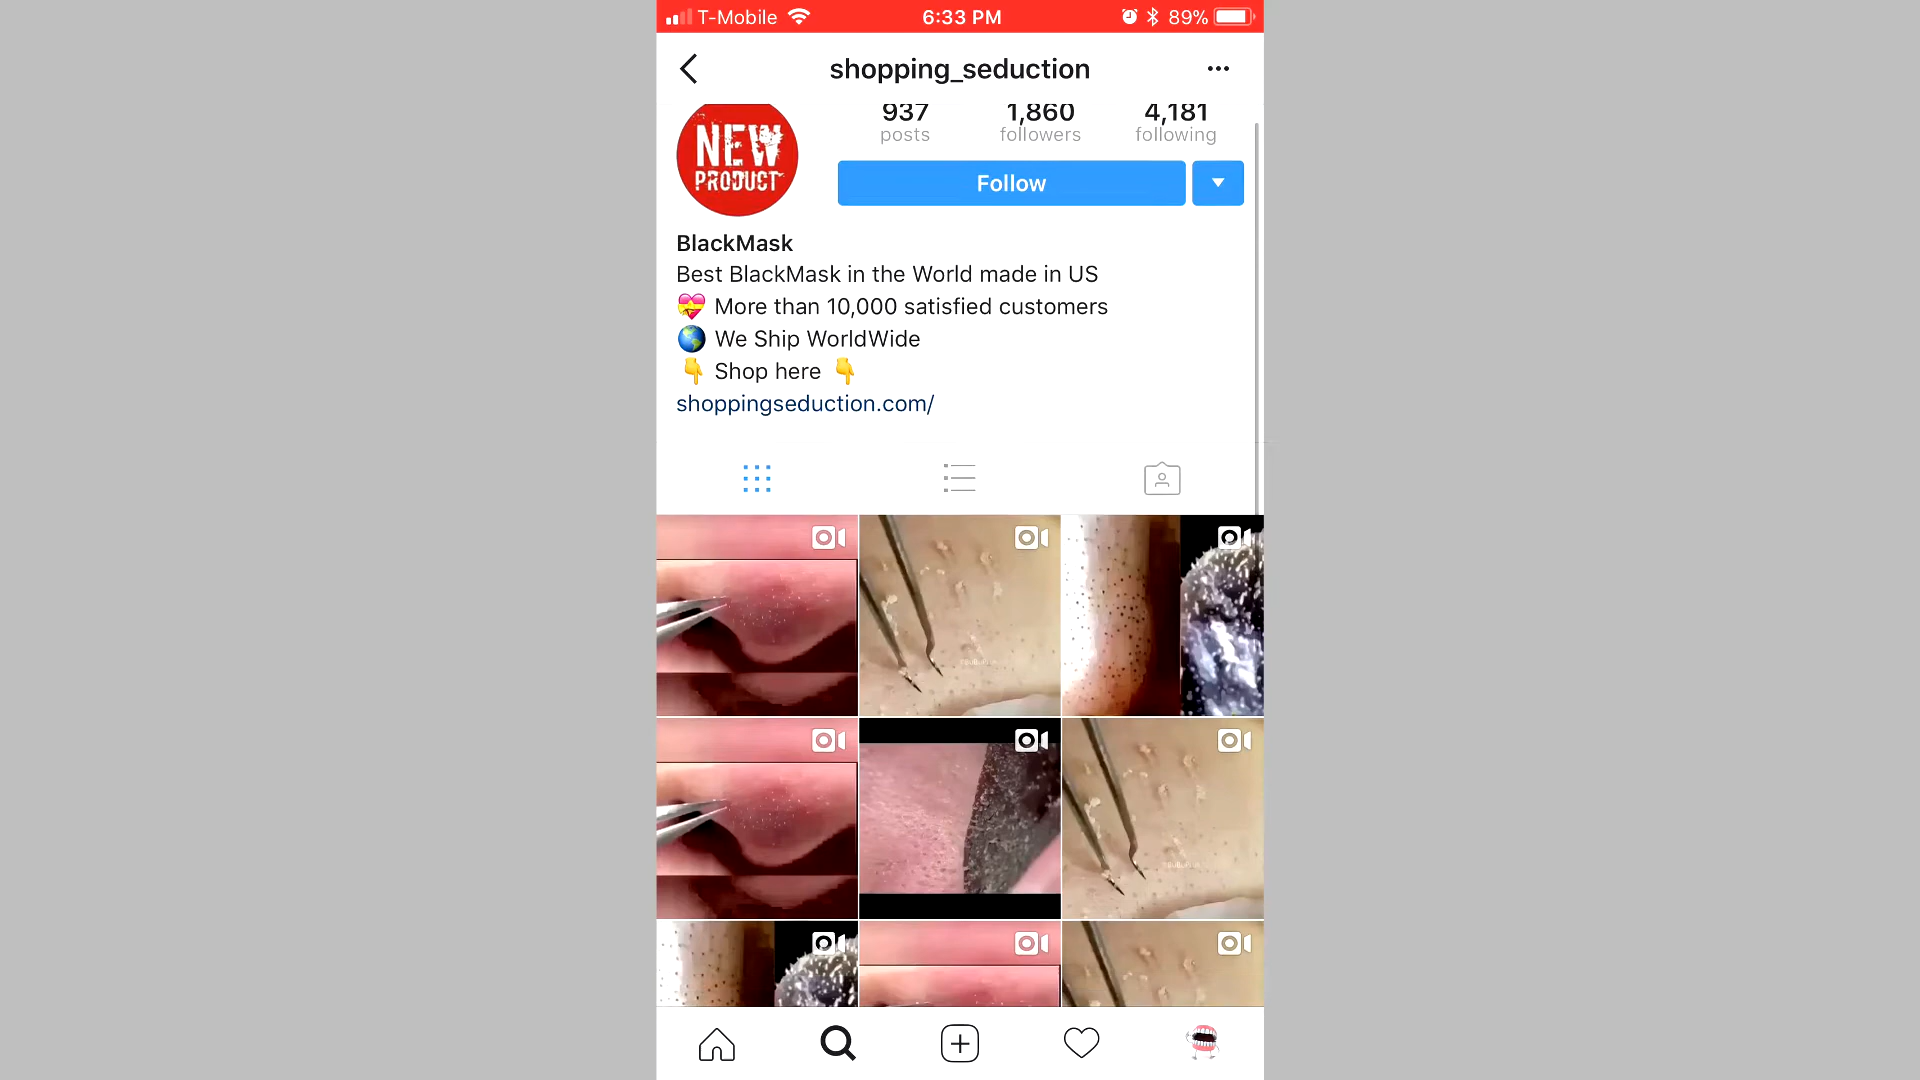 T-Mobile 6:33 PM 89%
shopping_seduction
937 1,860 4,181
posts followers following
NEW
PRODUCT
Follow
BlackMask
Best BlackMask in the World made in US
💝 More than 10,000 satisfied customers
🌎 We Ship WorldWide
👇 Shop here 👇
shoppingseduction.com/